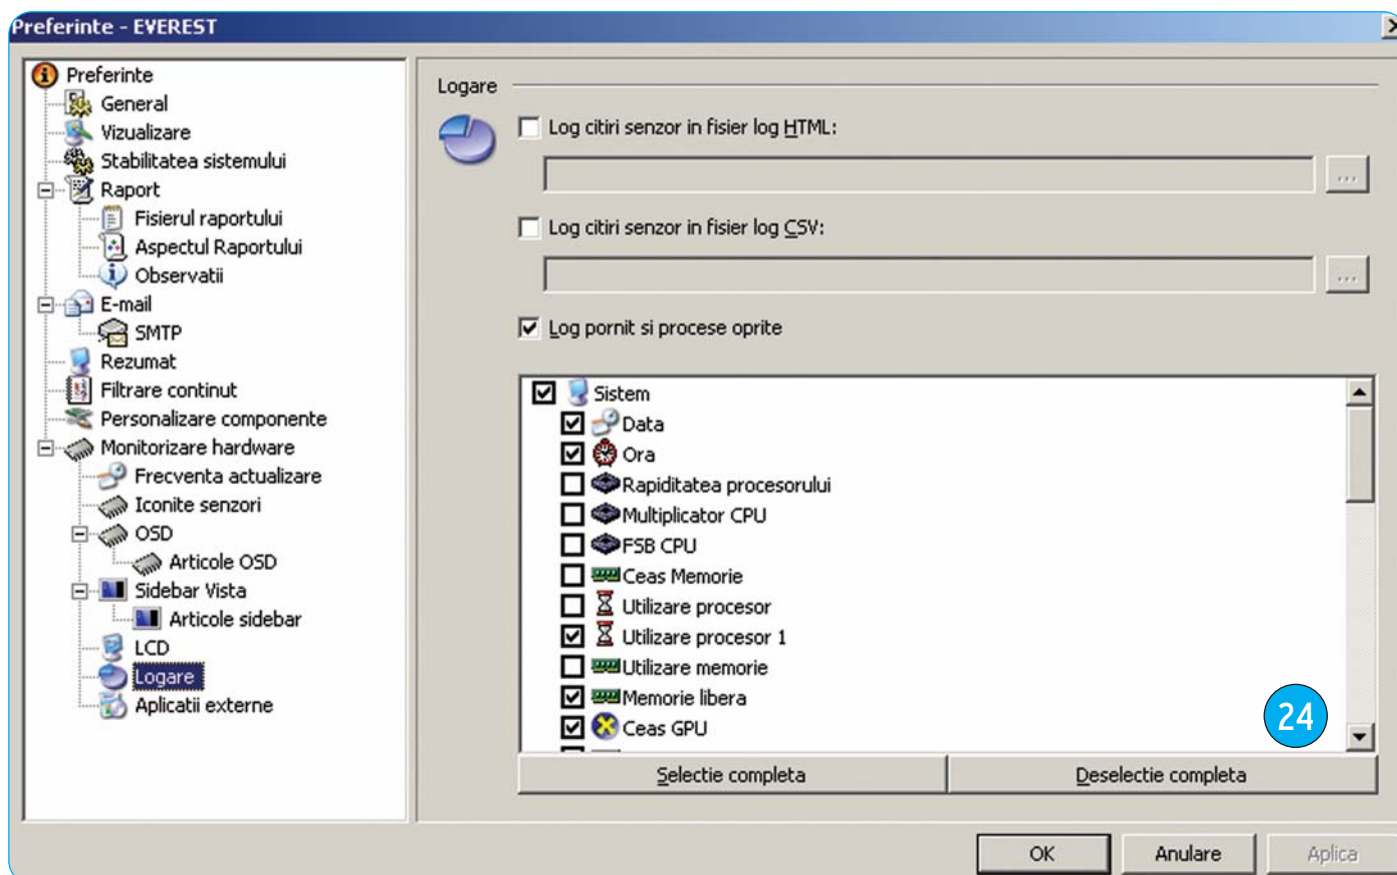 Preferinte - EVEREST
Preferinte
General
Vizualizare
Stabilitatea sistemului
Raport
Fisierul raportului
Aspectul Raportului
Observatii
E-mail
SMTP
Rezumat
Filtrare continut
Personalizare componente
Monitorizare hardware
Frecventa actualizare
Iconite senzori
OSD
Articole OSD
Sidebar Vista
Articole sidebar
LCD
Logare
Aplicatii externe
Logare
Log citiri senzor in fisier log HTML:
...
Log citiri senzor in fisier log CSV:
...
Log pornit si procese oprite
Sistem
Data
Ora
Rapiditatea procesorului
Multiplicator CPU
FSB CPU
Ceas Memorie
Utilizare procesor
Utilizare procesor 1
Utilizare memorie
Memorie libera
Ceas GPU
24
Selectie completa
Deselectie completa
OK
Anulare
Aplica